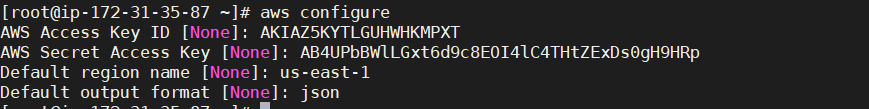 [root@ip-172-31-35-87 ~]# aws configure
AWS Access Key ID [None]: AKIAZ5KYTLGUHWHKMPXT
AWS Secret Access Key [None]: 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
Default region name [None]: us-east-1
Default output format [None]: json
[root@ip-172-31-35-87 ~]#